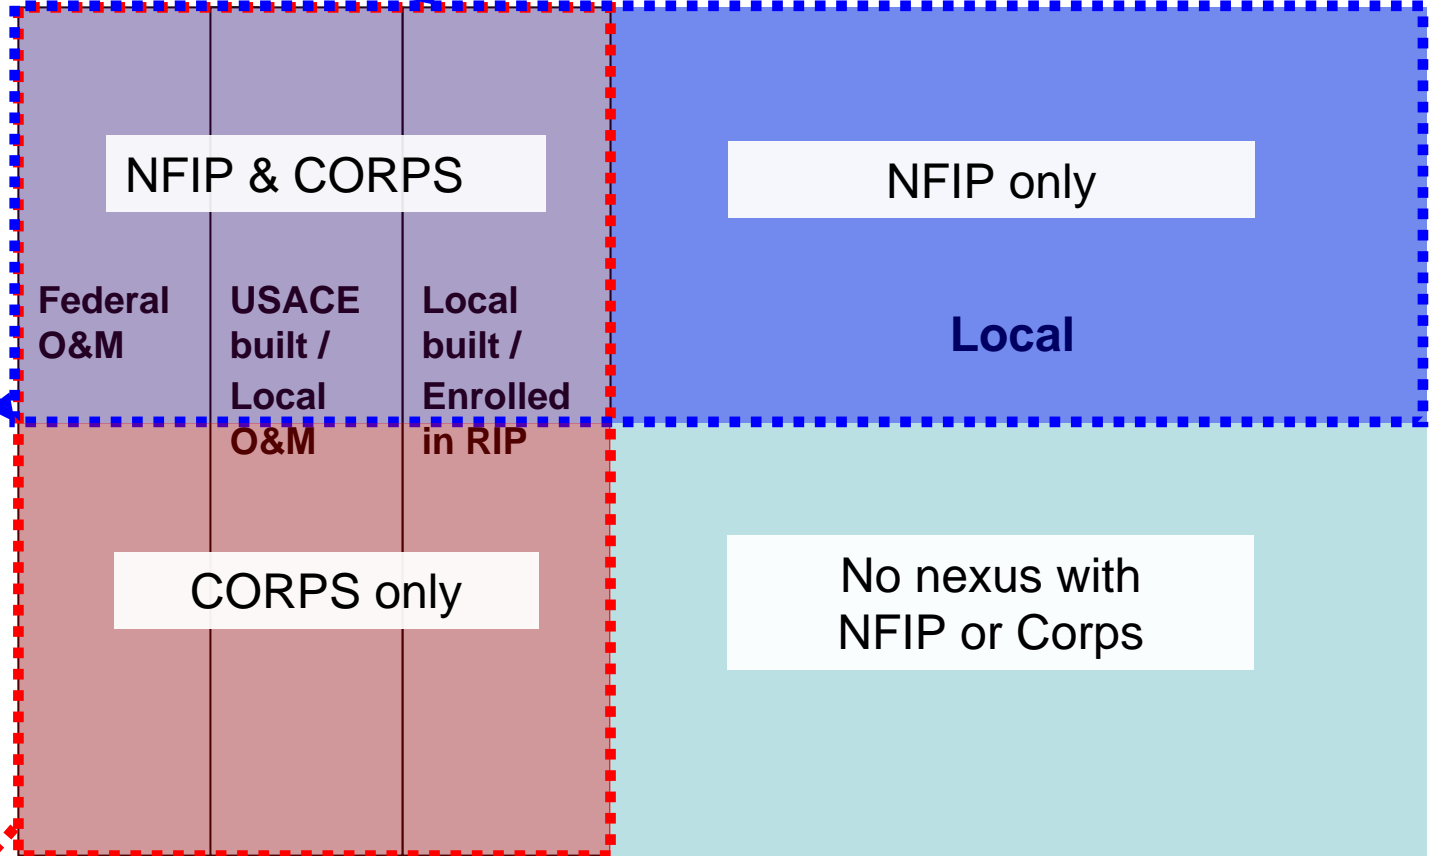 NFIP & CORPS
NFIP only
Federal
O&M
USACE
built /
Local
O&M
Local
built /
Enrolled
in RIP
Local
CORPS only
No nexus with
NFIP or Corps